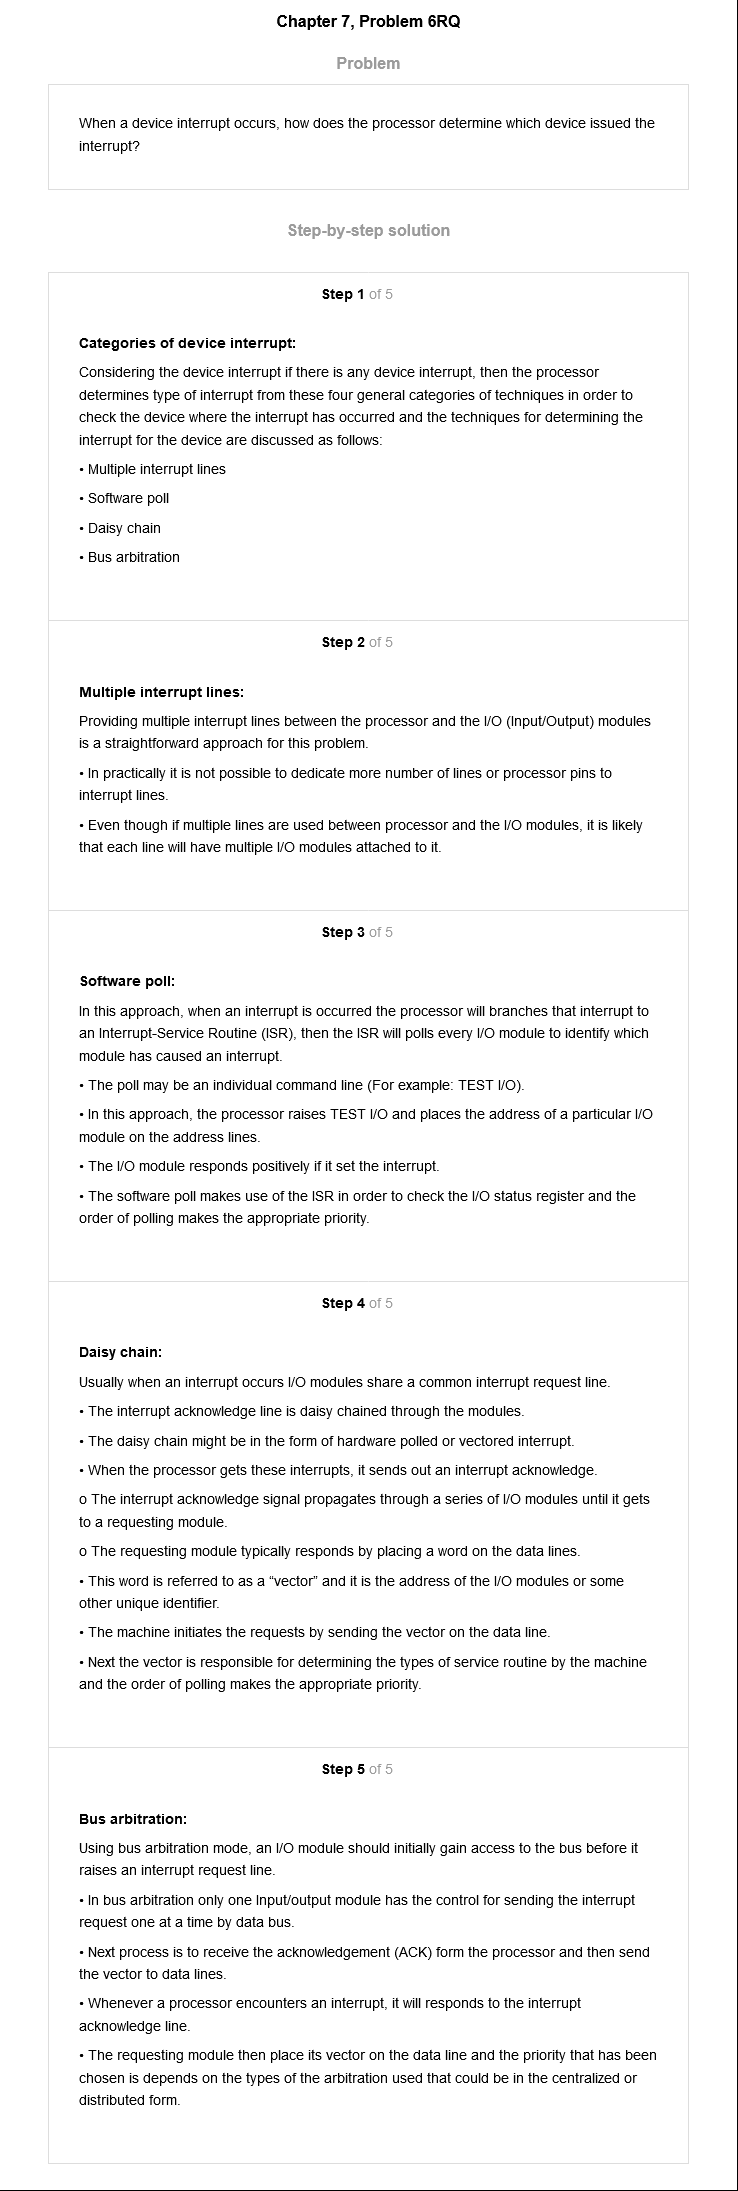 Chapter 7, Problem 6RQ
Problem
When a device interrupt occurs, how does the processor determine which device issued the
interrupt?
Step-by-step solution
Step 1 of 5
Categories of device interrupt:
Considering the device interrupt if there is any device interrupt, then the processor
determines type of interrupt from these four general categories of techniques in order to
check the device where the interrupt has occurred and the techniques for determining the
interrupt for the device are discussed as follows:
• Multiple interrupt lines
• Software poll
• Daisy chain
• Bus arbitration
Step 2 of 5
Multiple interrupt lines:
Providing multiple interrupt lines between the processor and the I/O (Input/Output) modules
is a straightforward approach for this problem.
• In practically it is not possible to dedicate more number of lines or processor pins to
interrupt lines.
• Even though if multiple lines are used between processor and the I/O modules, it is likely
that each line will have multiple I/O modules attached to it.
Step 3 of 5
Software poll:
In this approach, when an interrupt is occurred the processor will branches that interrupt to
an Interrupt-Service Routine (ISR), then the ISR will polls every I/O module to identify which
module has caused an interrupt.
• The poll may be an individual command line (For example: TEST I/O).
• In this approach, the processor raises TEST I/O and places the address of a particular I/O
module on the address lines.
• The I/O module responds positively if it set the interrupt.
• The software poll makes use of the ISR in order to check the I/O status register and the
order of polling makes the appropriate priority.
Step 4 of 5
Daisy chain:
Usually when an interrupt occurs I/O modules share a common interrupt request line.
• The interrupt acknowledge line is daisy chained through the modules.
• The daisy chain might be in the form of hardware polled or vectored interrupt.
• When the processor gets these interrupts, it sends out an interrupt acknowledge.
o The interrupt acknowledge signal propagates through a series of I/O modules until it gets
to a requesting module.
o The requesting module typically responds by placing a word on the data lines.
• This word is referred to as a “vector” and it is the address of the I/O modules or some
other unique identifier.
• The machine initiates the requests by sending the vector on the data line.
• Next the vector is responsible for determining the types of service routine by the machine
and the order of polling makes the appropriate priority.
Step 5 of 5
Bus arbitration:
Using bus arbitration mode, an I/O module should initially gain access to the bus before it
raises an interrupt request line.
• In bus arbitration only one Input/output module has the control for sending the interrupt
request one at a time by data bus.
• Next process is to receive the acknowledgement (ACK) form the processor and then send
the vector to data lines.
• Whenever a processor encounters an interrupt, it will responds to the interrupt
acknowledge line.
• The requesting module then place its vector on the data line and the priority that has been
chosen is depends on the types of the arbitration used that could be in the centralized or
distributed form.